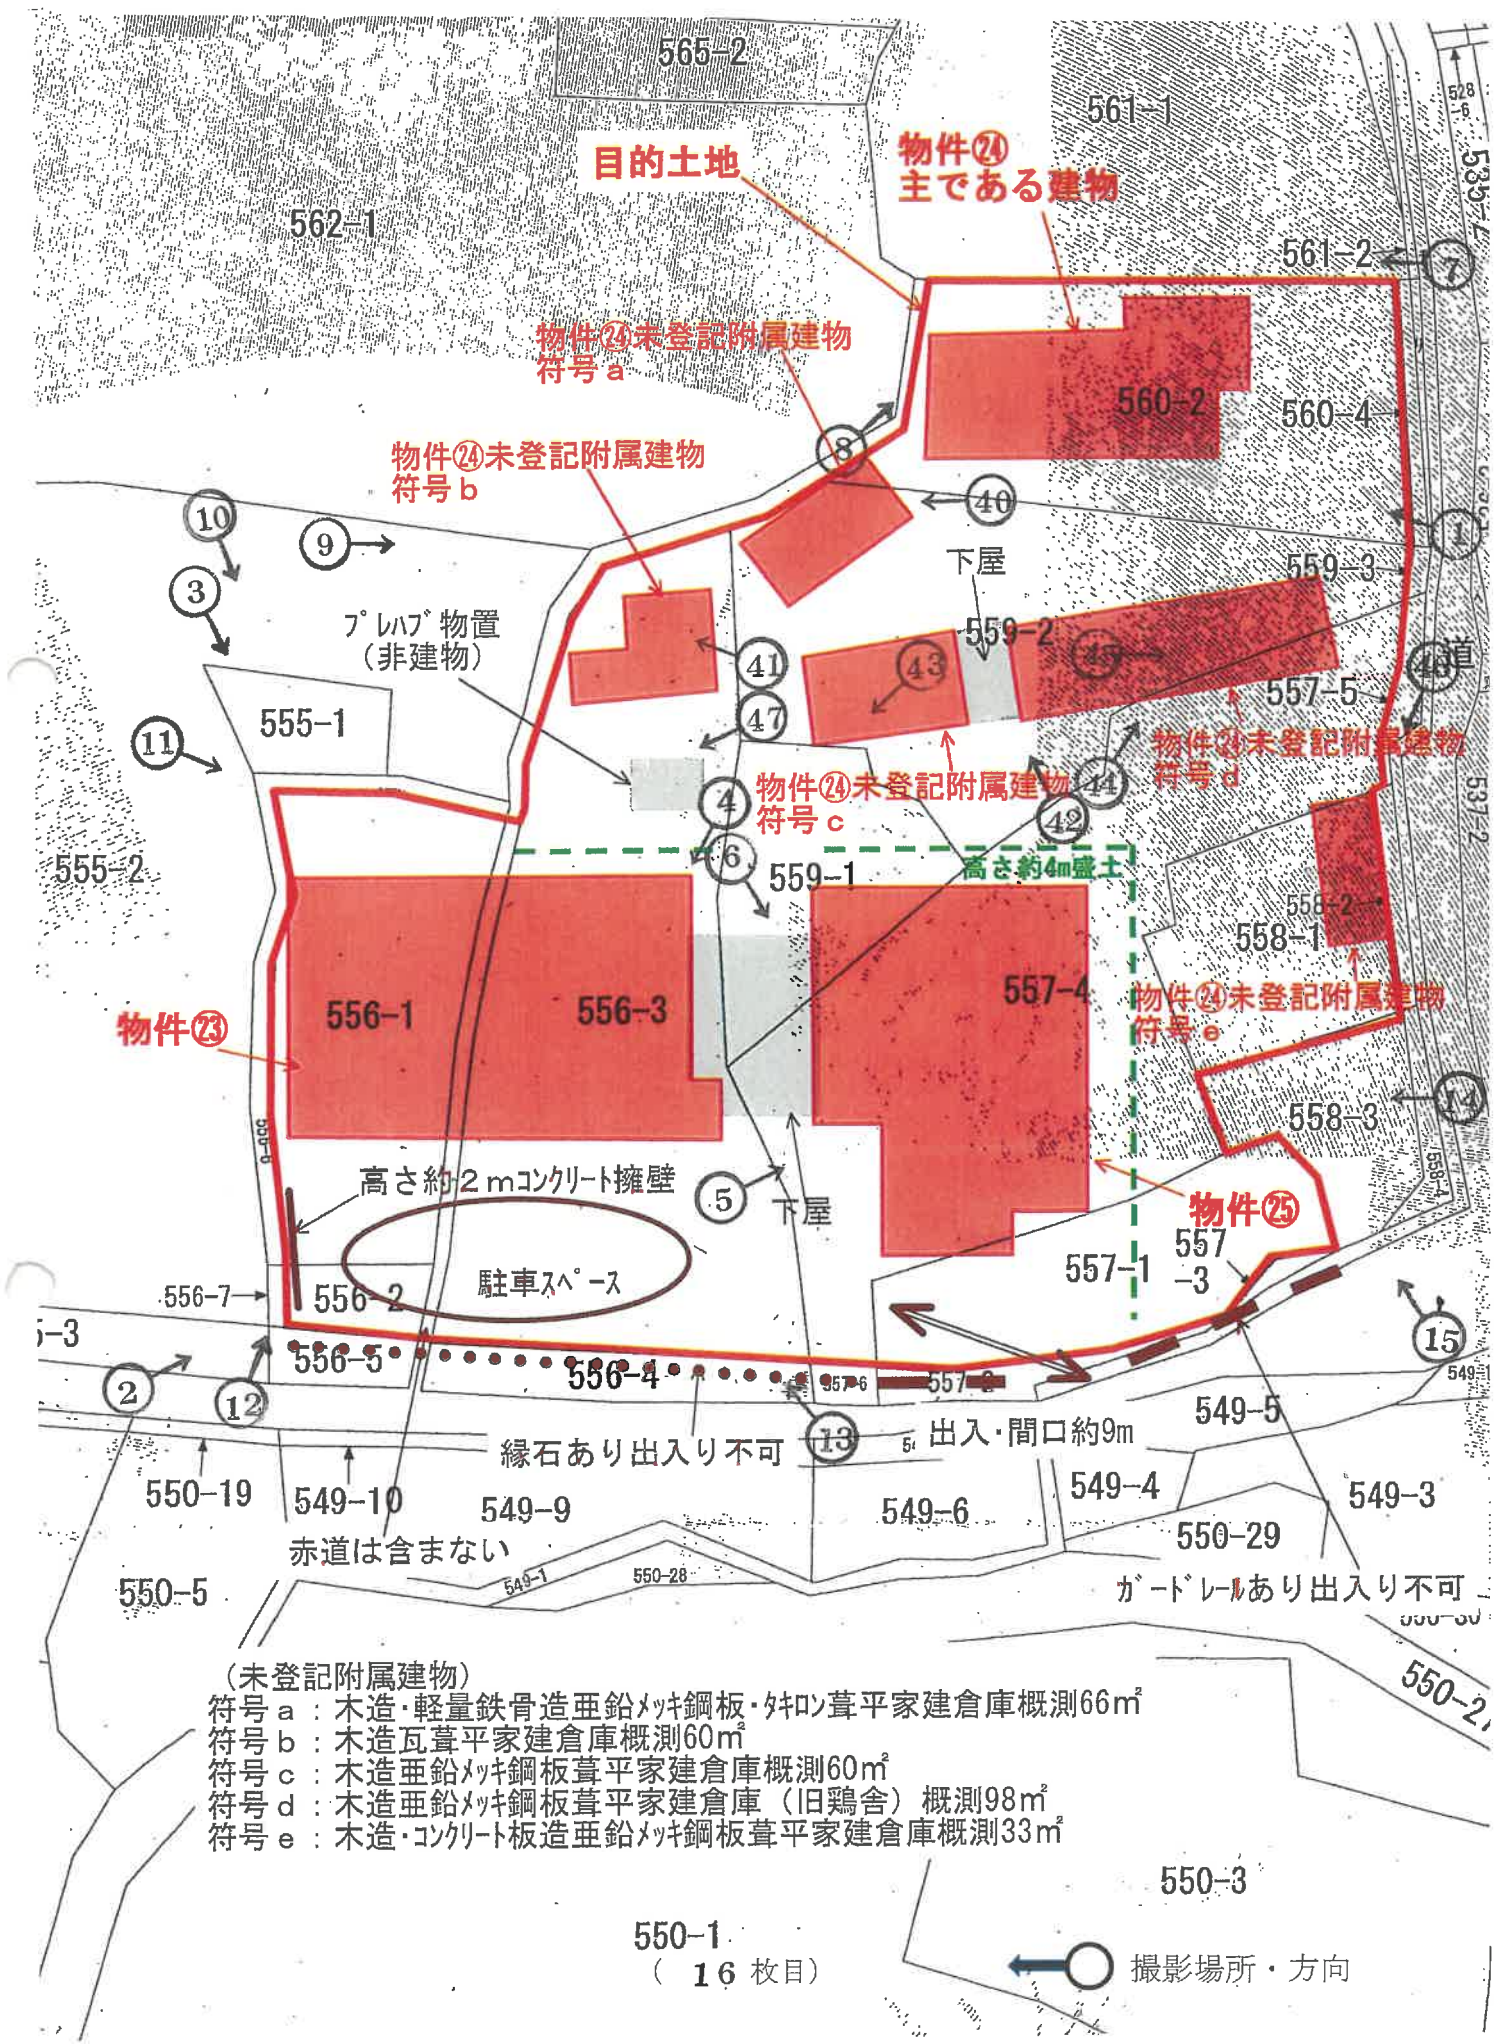 565-2
561-1
528
-6
目的土地
物件㉔
主である建物
562-1
561-2
7
物件㉔未登記附属建物
符号a
560-2
560-4
物件㉔未登記附属建物
符号b
8
40
10
9
1
下屋
559-3
3
プレハブ物置
(非建物)
559-2
41
43
45
46
道
555-1
47
557-5
11
物件㉔未登記附属建物
符号d
4
物件㉔未登記附属建物
符号c
44
42
537-2
6
555-2
559-1
高さ約4m盛土
558-2
558-1
556-1
556-3
557-4
物件㉔未登記附属建物
符号e
物件㉓
14
558-3
556-6
558-4
高さ約2mコンクリート擁壁
5
下屋
物件㉕
557-1
557
-3
駐車スペース
556-7
556-2
5-3
15
556-5
556-4
557-6
549-1
2
12
13
549-5
縁石あり出入り不可
出入・間口約9m
550-19
549-10
549-9
549-6
549-4
549-3
550-29
赤道は含まない
549-1
550-28
550-5
ガードレールあり出入り不可
550-30
(未登記附属建物)
符号a:木造・軽量鉄骨造亜鉛メッキ鋼板・タキロン葺平家建倉庫概測66㎡
符号b:木造瓦葺平家建倉庫概測60㎡
符号c:木造亜鉛メッキ鋼板葺平家建倉庫概測60㎡
符号d:木造亜鉛メッキ鋼板葺平家建倉庫(旧鶏舎)概測98㎡
符号e:木造・コンクリート板造亜鉛メッキ鋼板葺平家建倉庫概測33㎡
550-3
550-1
(16枚目)
撮影場所・方向